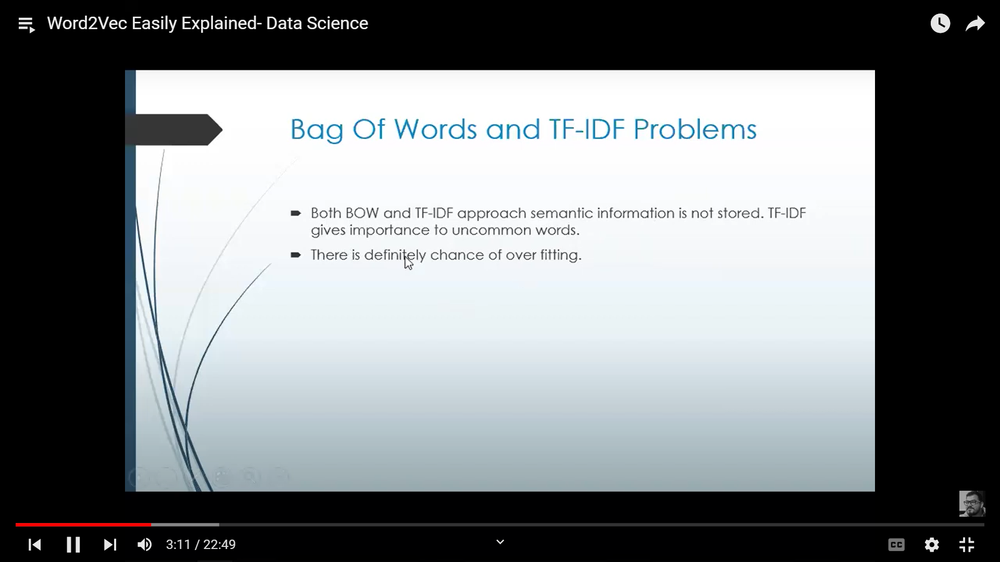 Word2Vec Easily Explained- Data Science
Bag Of Words and TF-IDF Problems
Both BOW and TF-IDF approach semantic information is not stored. TF-IDF
gives importance to uncommon words.
There is definitely chance of over fitting.
3:11 / 22:49
CC